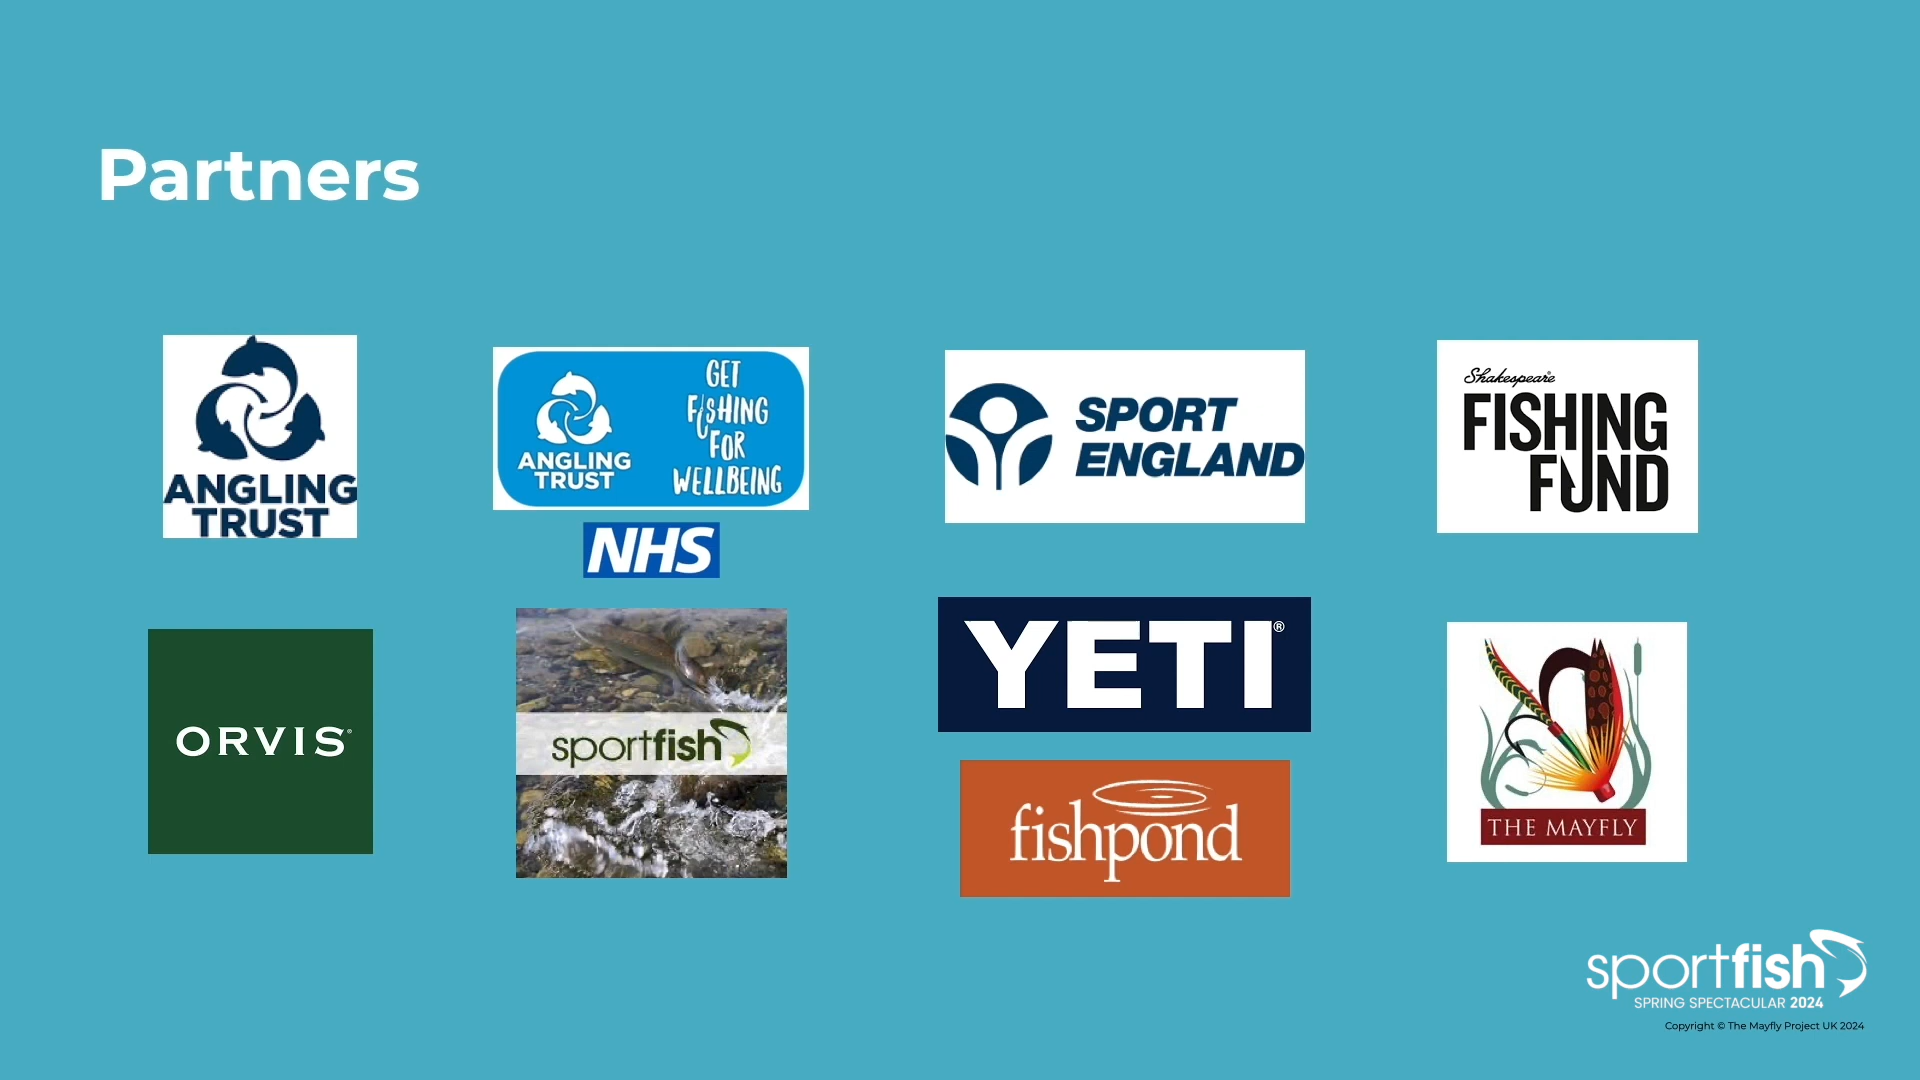 Partners
ANGLING
TRUST
ANGLING
TRUST
GET
FISHING
FOR
WELLBEING
NHS
SPORT
ENGLAND
Shakespeare®
FISHING
FUND
ORVIS®
sportfish
YETI®
fishpond
THE MAYFLY
sportfish
SPRING SPECTACULAR 2024
Copyright © The Mayfly Project UK 2024